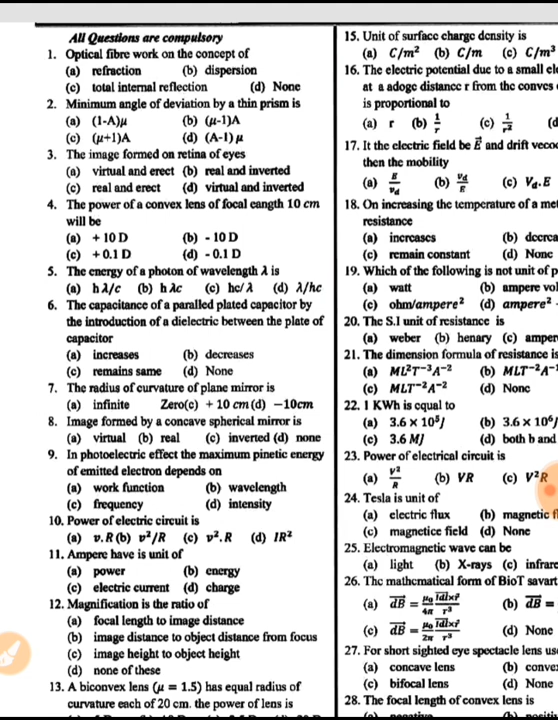 All Questions are compulsory
1. Optical fibre work on the concept of
(a) refraction (b) dispersion
(c) total internal reflection (d) None
2. Minimum angle of deviation by a thin prism is
(a) (1-A)μ (b) (μ-1)A
(c) (μ+1)A (d) (A-1)μ
3. The image formed on retina of eyes
(a) virtual and erect (b) real and inverted
(c) real and erect (d) virtual and inverted
4. The power of a convex lens of focal eangth 10 cm
will be
(a) + 10 D (b) - 10 D
(c) + 0.1 D (d) - 0.1 D
5. The energy of a photon of wavelength λ is
(a) hλ/c (b) hλc (c) hc/λ (d) λ/hc
6. The capacitance of a paralled plated capacitor by
the introduction of a dielectric between the plate of
capacitor
(a) increases (b) decreases
(c) remains same (d) None
7. The radius of curvature of plane mirror is
(a) infinite Zero(c) + 10 cm (d) −10cm
8. Image formed by a concave spherical mirror is
(a) virtual (b) real (c) inverted (d) none
9. In photoelectric effect the maximum pinetic energy
of emitted electron depends on
(a) work function (b) wavelength
(c) frequency (d) intensity
10. Power of electric circuit is
(a) v.R (b) v²/R (c) v².R (d) IR²
11. Ampere have is unit of
(a) power (b) energy
(c) electric current (d) charge
12. Magnification is the ratio of
(a) focal length to image distance
(b) image distance to object distance from focus
(c) image height to object height
(d) none of these
13. A biconvex lens (μ = 1.5) has equal radius of
curvature each of 20 cm. the power of lens is
15. Unit of surface charge density is
(a) C/m² (b) C/m (c) C/m³
16. The electric potential due to a small
at a adoge distance r from the conves
is proportional to
(a) r (b) 1/r (c) 1/r² (d
17. It the electric field be E⃗ and drift
then the mobility
(a) E/vd (b) vd/E (c) Vd.E
18. On increasing the temperature of a
resistance
(a) increases (b)
(c) remain constant (d) None
19. Which of the following is not unit of
(a) watt (b) ampere
(c) ohm/ampere² (d) ampere²
20. The S.I unit of resistance is
(a) weber (b) henary (c)
21. The dimension formula of resistance is
(a) ML²T⁻³A⁻² (b) MLT⁻²A⁻
(c) MLT⁻²A⁻² (d) None
22. 1 KWh is equal to
(a) 3.6 × 10⁵J (b) 3.6 × 10⁶J
(c) 3.6 MJ (d) both b and
23. Power of electrical circuit is
(a) V²/R (b) VR (c) V²R
24. Tesla is unit of
(a) electric flux (b) magnetic
(c) magnetice field (d) None
25. Electromagnetic wave can be
(a) light (b) X-rays (c)
26. The mathematical form of BioT savart
(a) dB⃗ = μ₀/4π Idl⃗×r⃗/r³ (b) dB⃗ =
(c) dB⃗ = μ₀/2π Idl⃗×r⃗/r³ (d) None
27. For short sighted eye spectacle lens
(a) concave lens (b)
(c) bifocal lens (d) None
28. The focal length of convex lens is